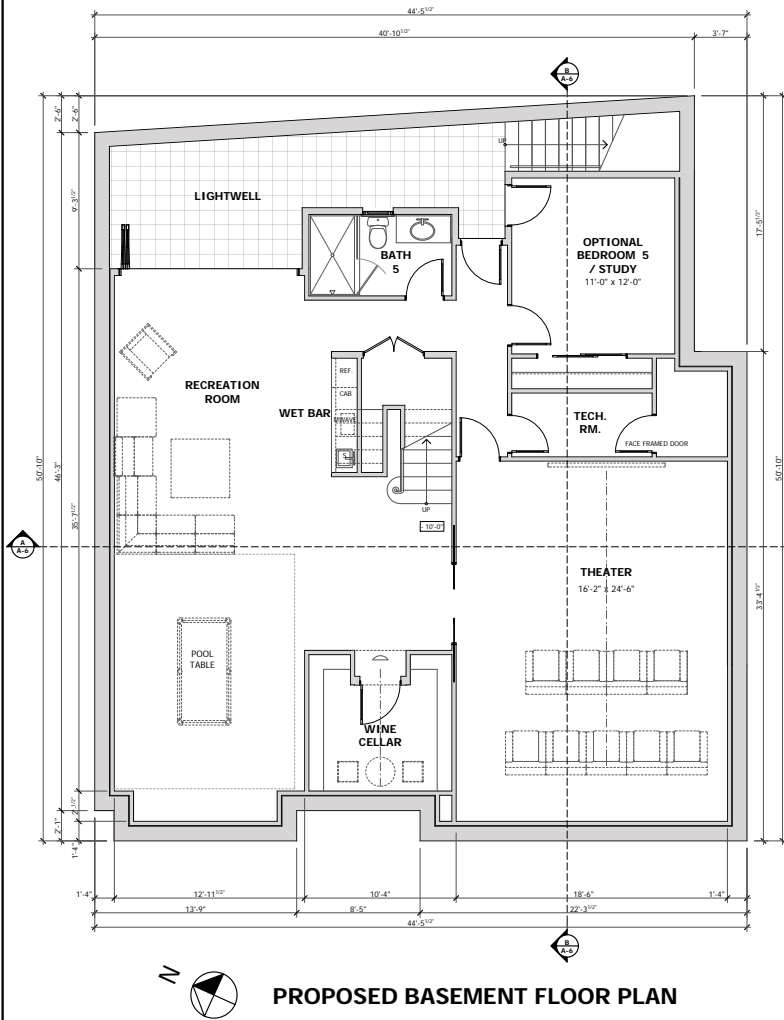 44'-5 1/2"
40'-10 1/2"
3'-7"
B
A-6
2'-6"
2'-6"
UP
9'-3 1/2"
LIGHTWELL
17'-5 1/2"
BATH
5
OPTIONAL
BEDROOM 5
/ STUDY
11'-0" x 12'-0"
RECREATION
ROOM
REF.
CAB
WET BAR
TECH.
RM.
FACE FRAMED DOOR
S
50'-10"
46'-3"
35'-7 1/2"
50'-10"
UP
- 10'-0"
A
A-6
THEATER
16'-2" x 24'-6"
33'-4 1/2"
POOL
TABLE
WINE
CELLAR
2'-1"
1'-4"
1'-4"
12'-11 1/2"
10'-4"
18'-6"
1'-4"
13'-9"
8'-5"
22'-3 1/2"
44'-5 1/2"
B
A-6
N
PROPOSED BASEMENT FLOOR PLAN